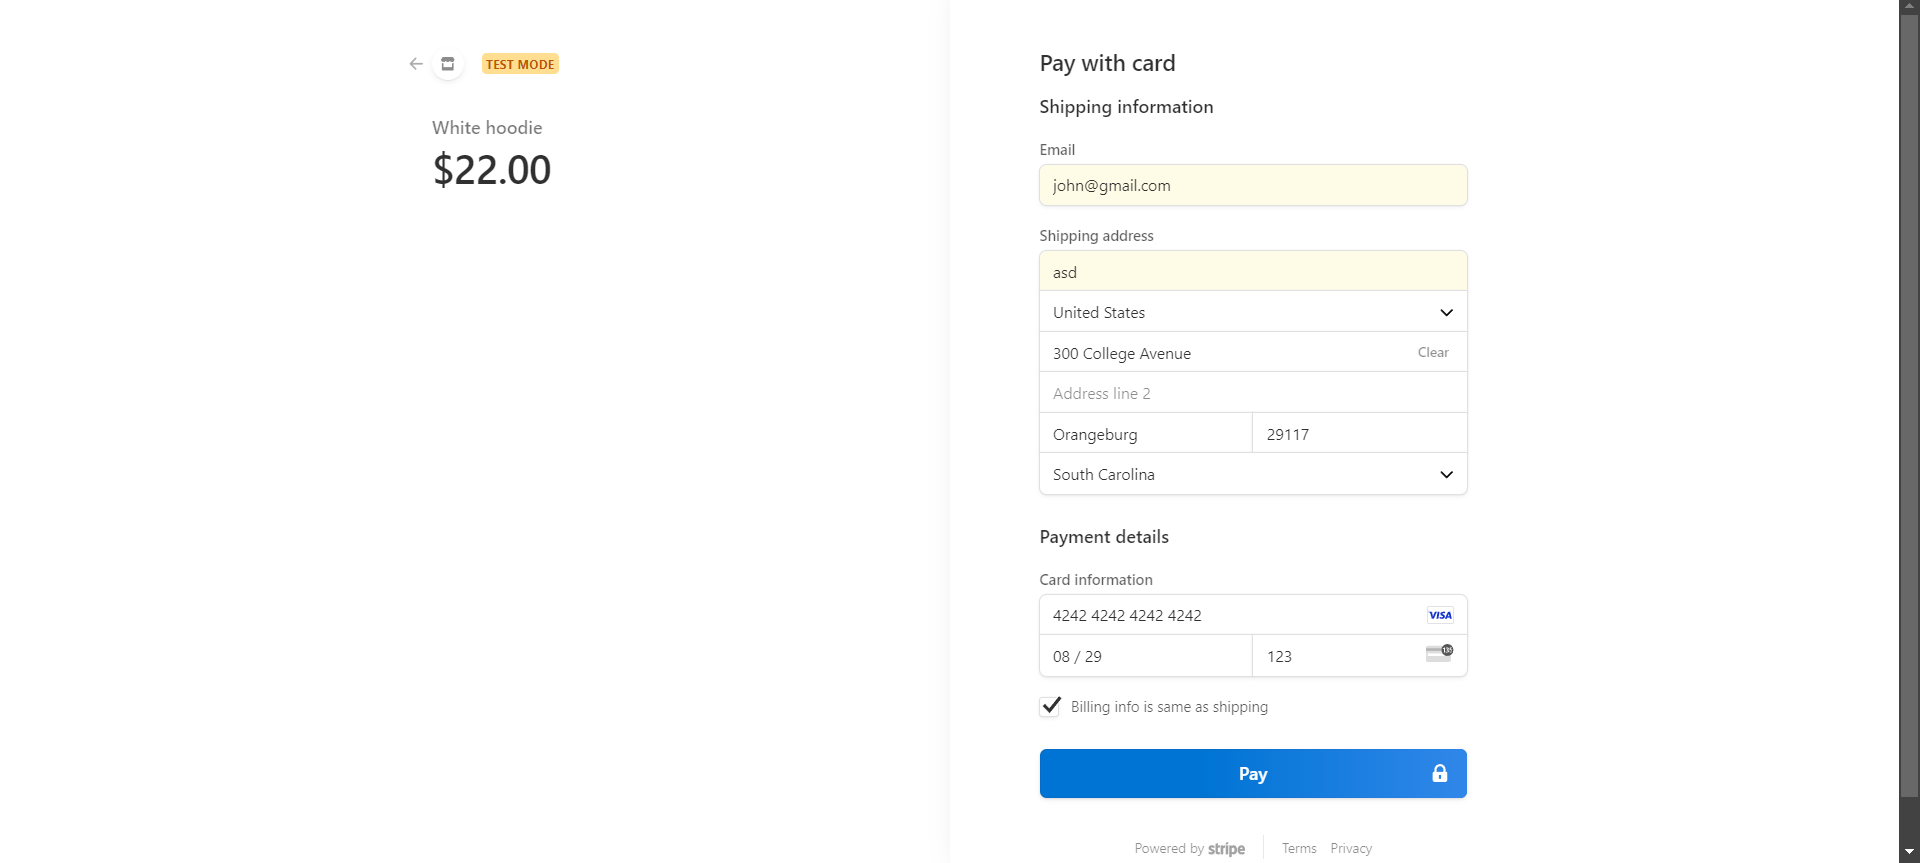 TEST MODE
White hoodie
$22.00
Pay with card
Shipping information
Email
john@gmail.com
Shipping address
asd
United States
300 College Avenue Clear
Address line 2
Orangeburg 29117
South Carolina
Payment details
Card information
4242 4242 4242 4242 VISA
08 / 29 123 135
Billing info is same as shipping
Pay
Powered by stripe Terms Privacy